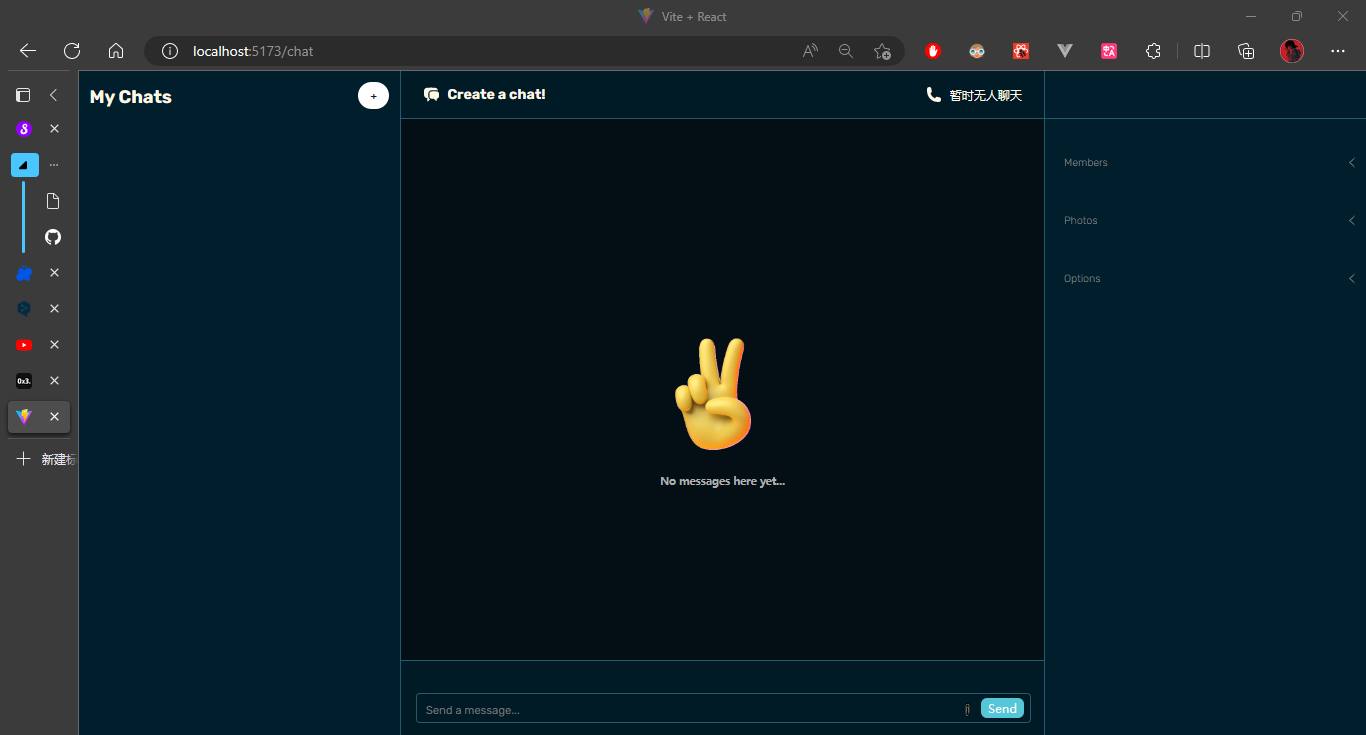 Vite + React
localhost:5173/chat
My Chats
+
Create a chat!
暂时无人聊天
Members
Photos
Options
0x3.
新建标
No messages here yet...
Send a message...
Send